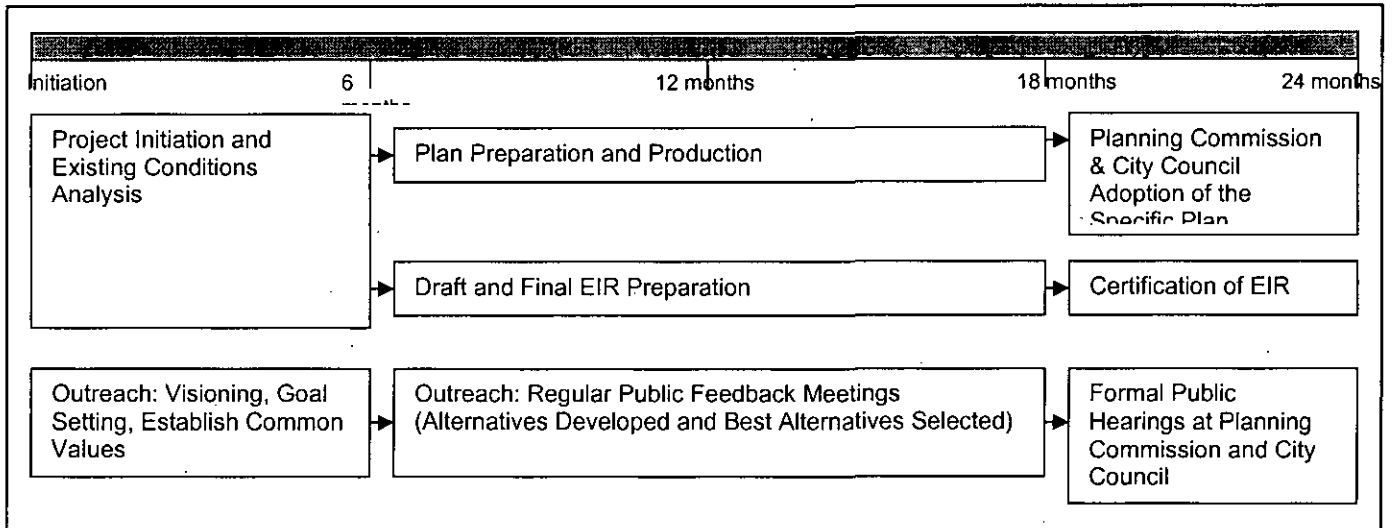 Initiation
6
months
12 months
18 months
24 months
Project Initiation and
Existing Conditions
Analysis
Plan Preparation and Production
Planning Commission
& City Council
Adoption of the
Specific Plan
Draft and Final EIR Preparation
Certification of EIR
Outreach: Visioning, Goal
Setting, Establish Common
Values
Outreach: Regular Public Feedback Meetings
(Alternatives Developed and Best Alternatives Selected)
Formal Public
Hearings at Planning
Commission and City
Council